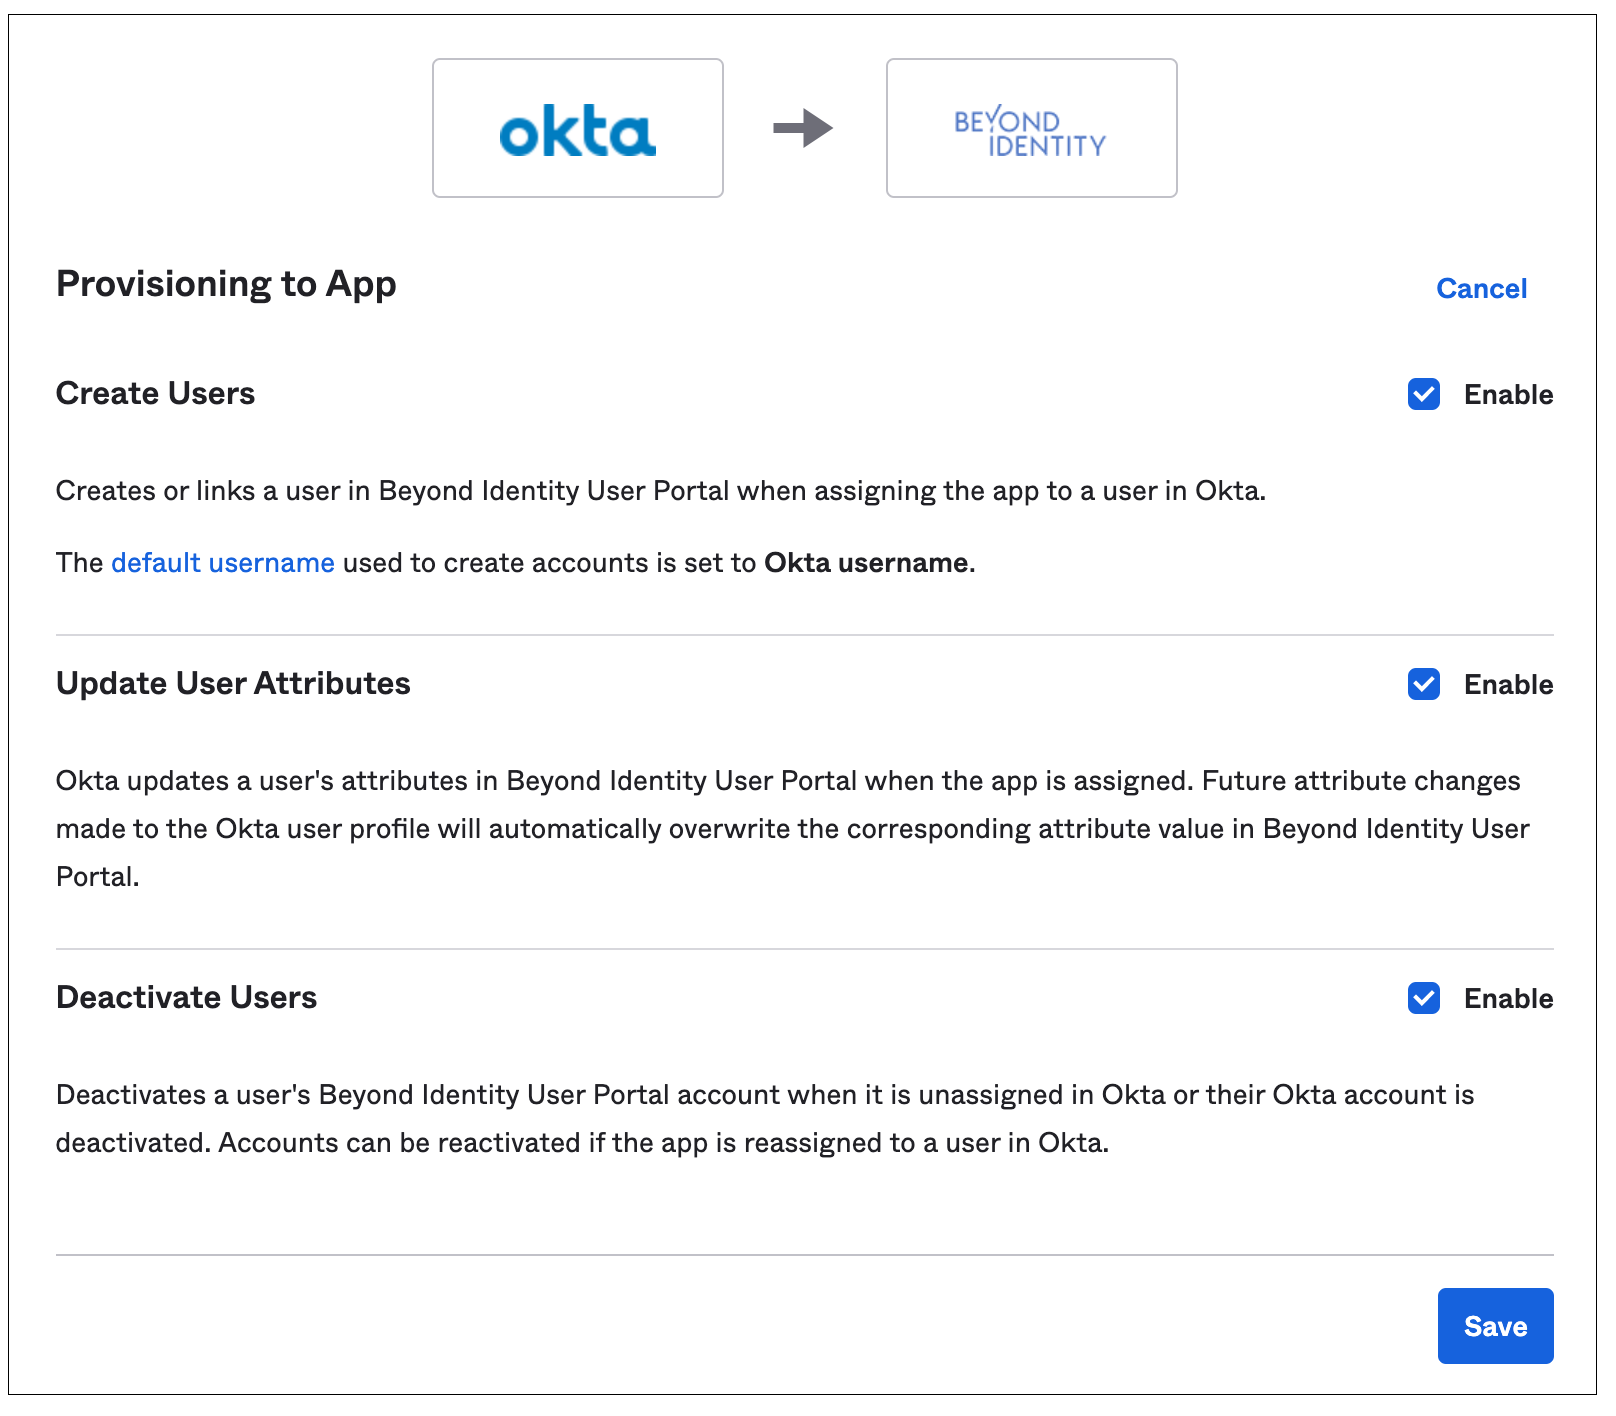 okta
BEYOND
IDENTITY
Provisioning to App
Cancel
Create Users
Enable
Creates or links a user in Beyond Identity User Portal when assigning the app to a user in Okta.
The default username used to create accounts is set to Okta username.
Update User Attributes
Enable
Okta updates a user's attributes in Beyond Identity User Portal when the app is assigned. Future attribute changes
made to the Okta user profile will automatically overwrite the corresponding attribute value in Beyond Identity User
Portal.
Deactivate Users
Enable
Deactivates a user's Beyond Identity User Portal account when it is unassigned in Okta or their Okta account is
deactivated. Accounts can be reactivated if the app is reassigned to a user in Okta.
Save